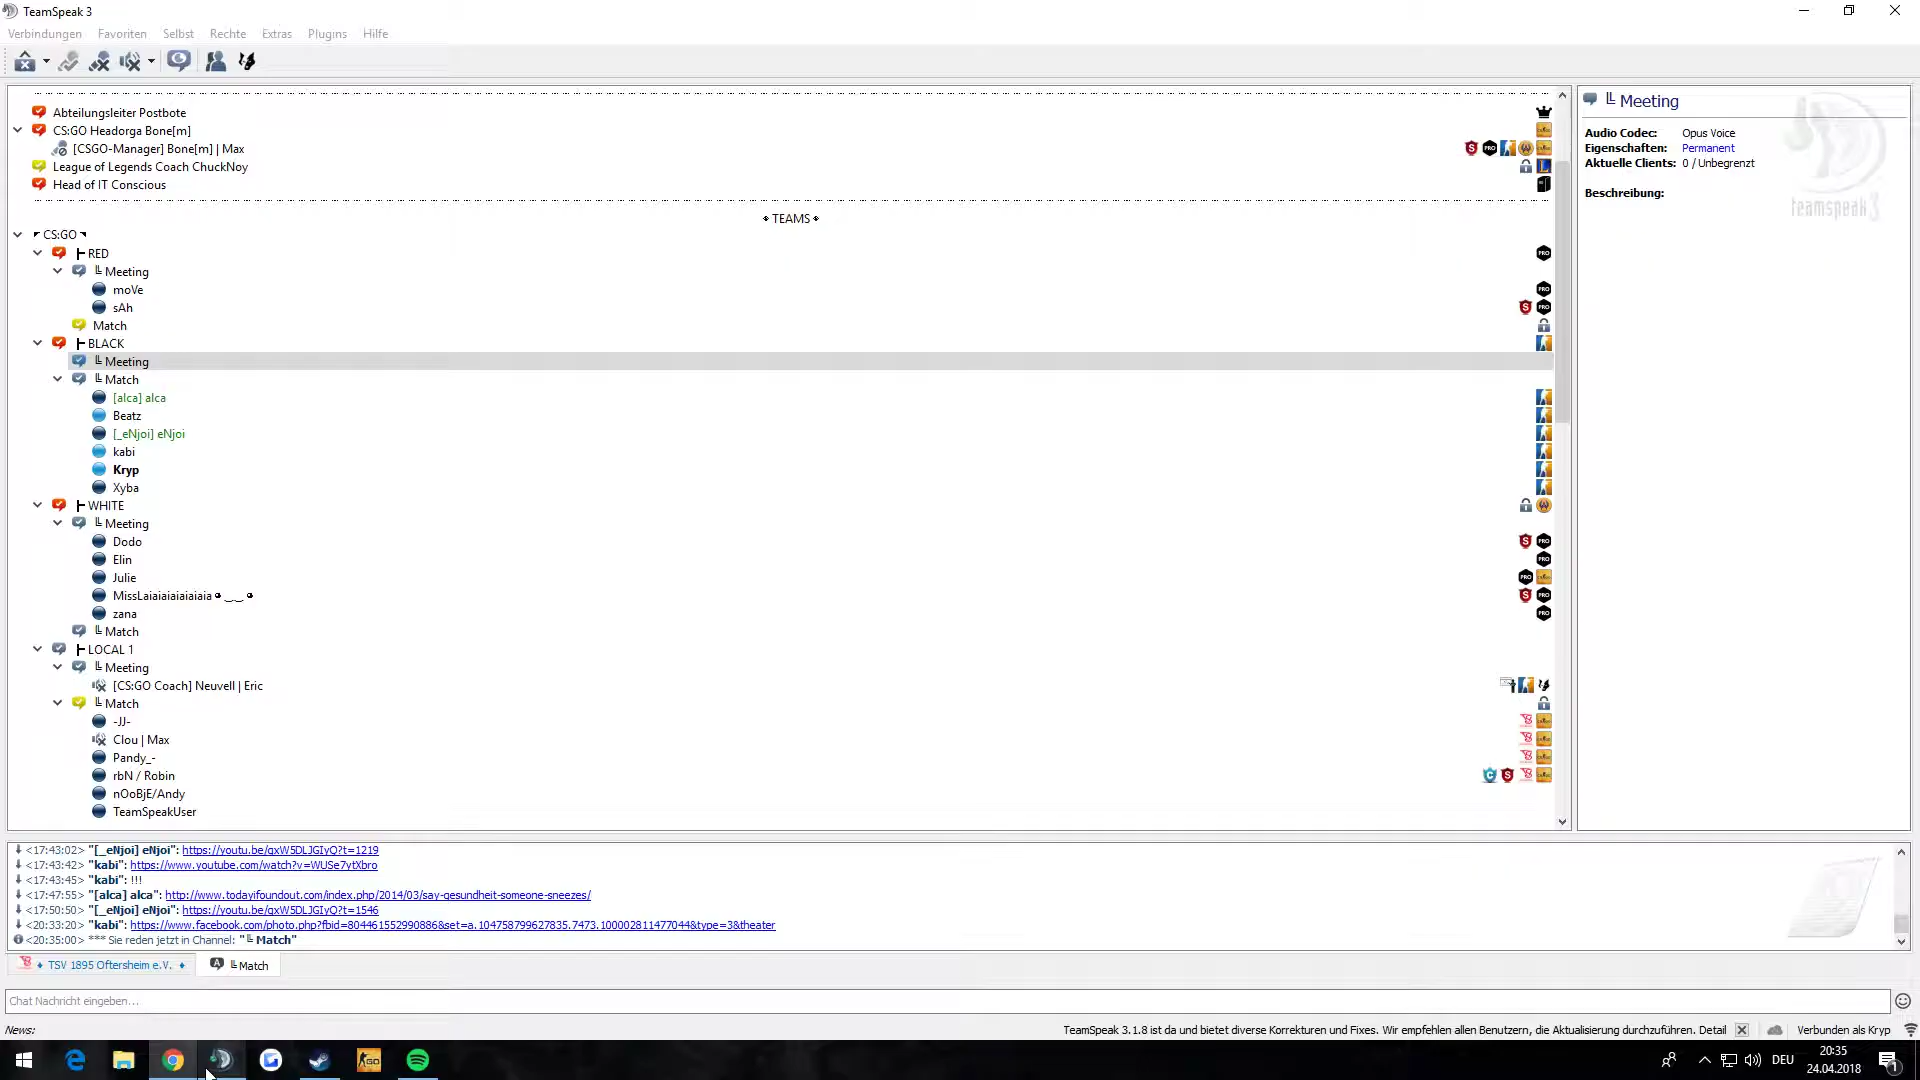 TeamSpeak 3
Verbindungen Favoriten Selbst Rechte Extras Plugins Hilfe
Abteilungsleiter Postbote
CS:GO Headorga Bone[m]
[CSGO-Manager] Bone[m] | Max
League of Legends Coach ChuckNoy
Head of IT Conscious
• TEAMS •
CS:GO
RED
Meeting
moVe
sAh
Match
BLACK
Meeting
Match
[alca] alca
Beatz
[_eNjoi] eNjoi
kabi
Kryp
Xyba
WHITE
Meeting
Dodo
Elin
Julie
MissLaiaiaiaiaiaiaia
zana
Match
LOCAL 1
Meeting
[CS:GO Coach] Neuvell | Eric
Match
-JJ-
Clou | Max
Pandy_-
rbN / Robin
nOoBjE/Andy
TeamSpeakUser
Meeting
Audio Codec: Opus Voice
Eigenschaften: Permanent
Aktuelle Clients: 0 / Unbegrenzt
Beschreibung:
teamspeak3
<17:43:02> "[_eNjoi] eNjoi": https://youtu.be/qxW5DLJGIyQ?t=1219
<17:43:42> "kabi": https://www.youtube.com/watch?v=WUSe7ytXbro
<17:43:45> "kabi": !!!
<17:47:55> "[alca] alca": http://www.todayifoundout.com/index.php/2014/03/say-gesundheit-someone-sneezes/
<17:50:50> "[_eNjoi] eNjoi": https://youtu.be/qxW5DLJGIyQ?t=1546
<20:33:20> "kabi": https://www.facebook.com/photo.php?fbid=804461552990886&set=a.104758799627835.7473.100002811477044&type=3&theater
<20:35:00> *** Sie reden jetzt in Channel: "╚ Match"
TSV 1895 Oftersheim e.V. ╚ Match
Chat Nachricht eingeben...
News: TeamSpeak 3.1.8 ist da und bietet diverse Korrekturen und Fixes. Wir empfehlen allen Benutzern, die Aktualisierung durchzuführen. Detail Verbunden als Kryp
DEU 20:35
24.04.2018